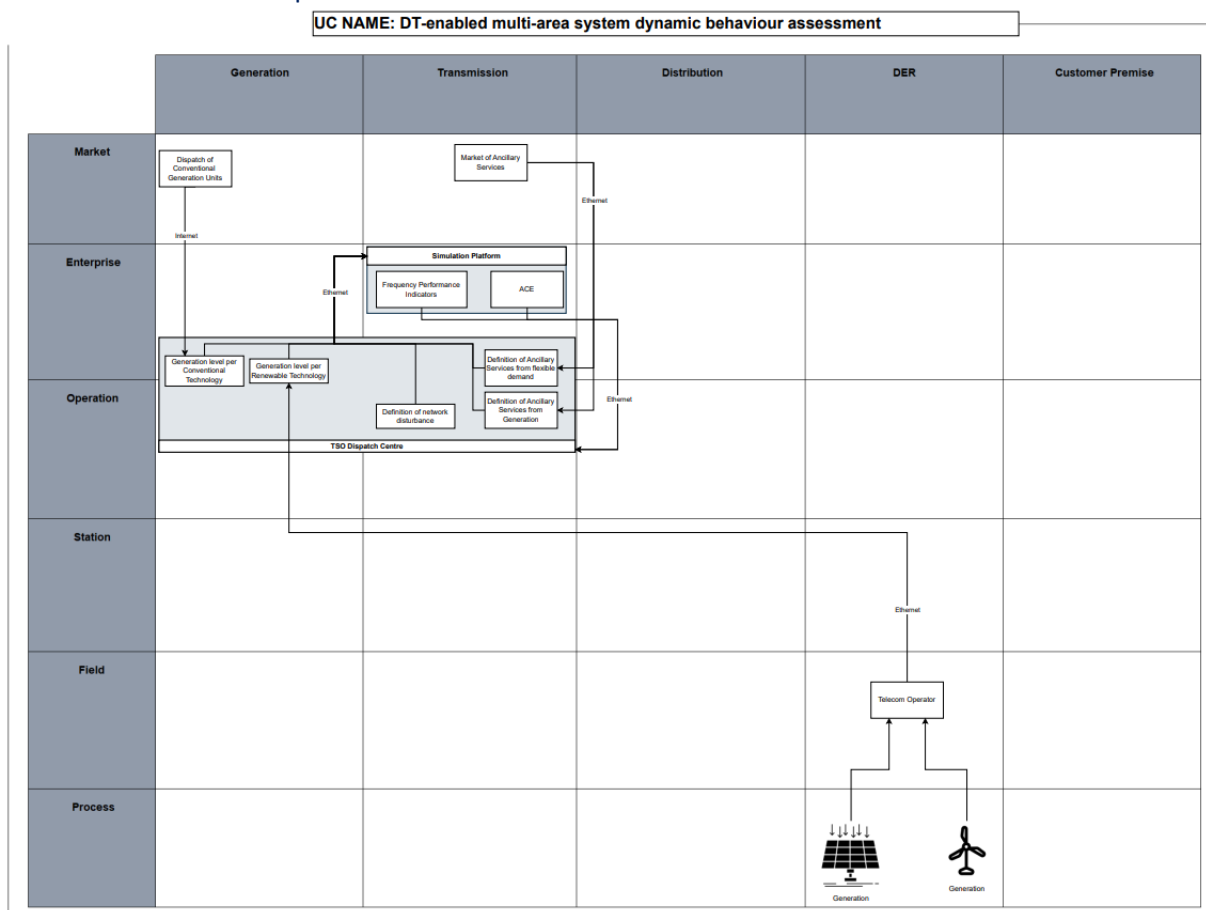 UC NAME: DT-enabled multi-area system dynamic behaviour assessment
Generation
Transmission
Distribution
DER
Customer Premise
Market
Dispatch of
Conventional
Generation Units
Market of Ancillary
Services
Ethernet
Internet
Enterprise
Simulation Platform
Frequency Performance
Indicators
ACE
Ethernet
Generation level per
Conventional
Technology
Generation level per
Renewable Technology
Definition of Ancillary
Services from flexible
demand
Operation
Definition of network
disturbance
Definition of Ancillary
Services from
Generation
Ethernet
TSO Dispatch Centre
Station
Ethernet
Field
Telecom Operator
Process
Generation
Generation